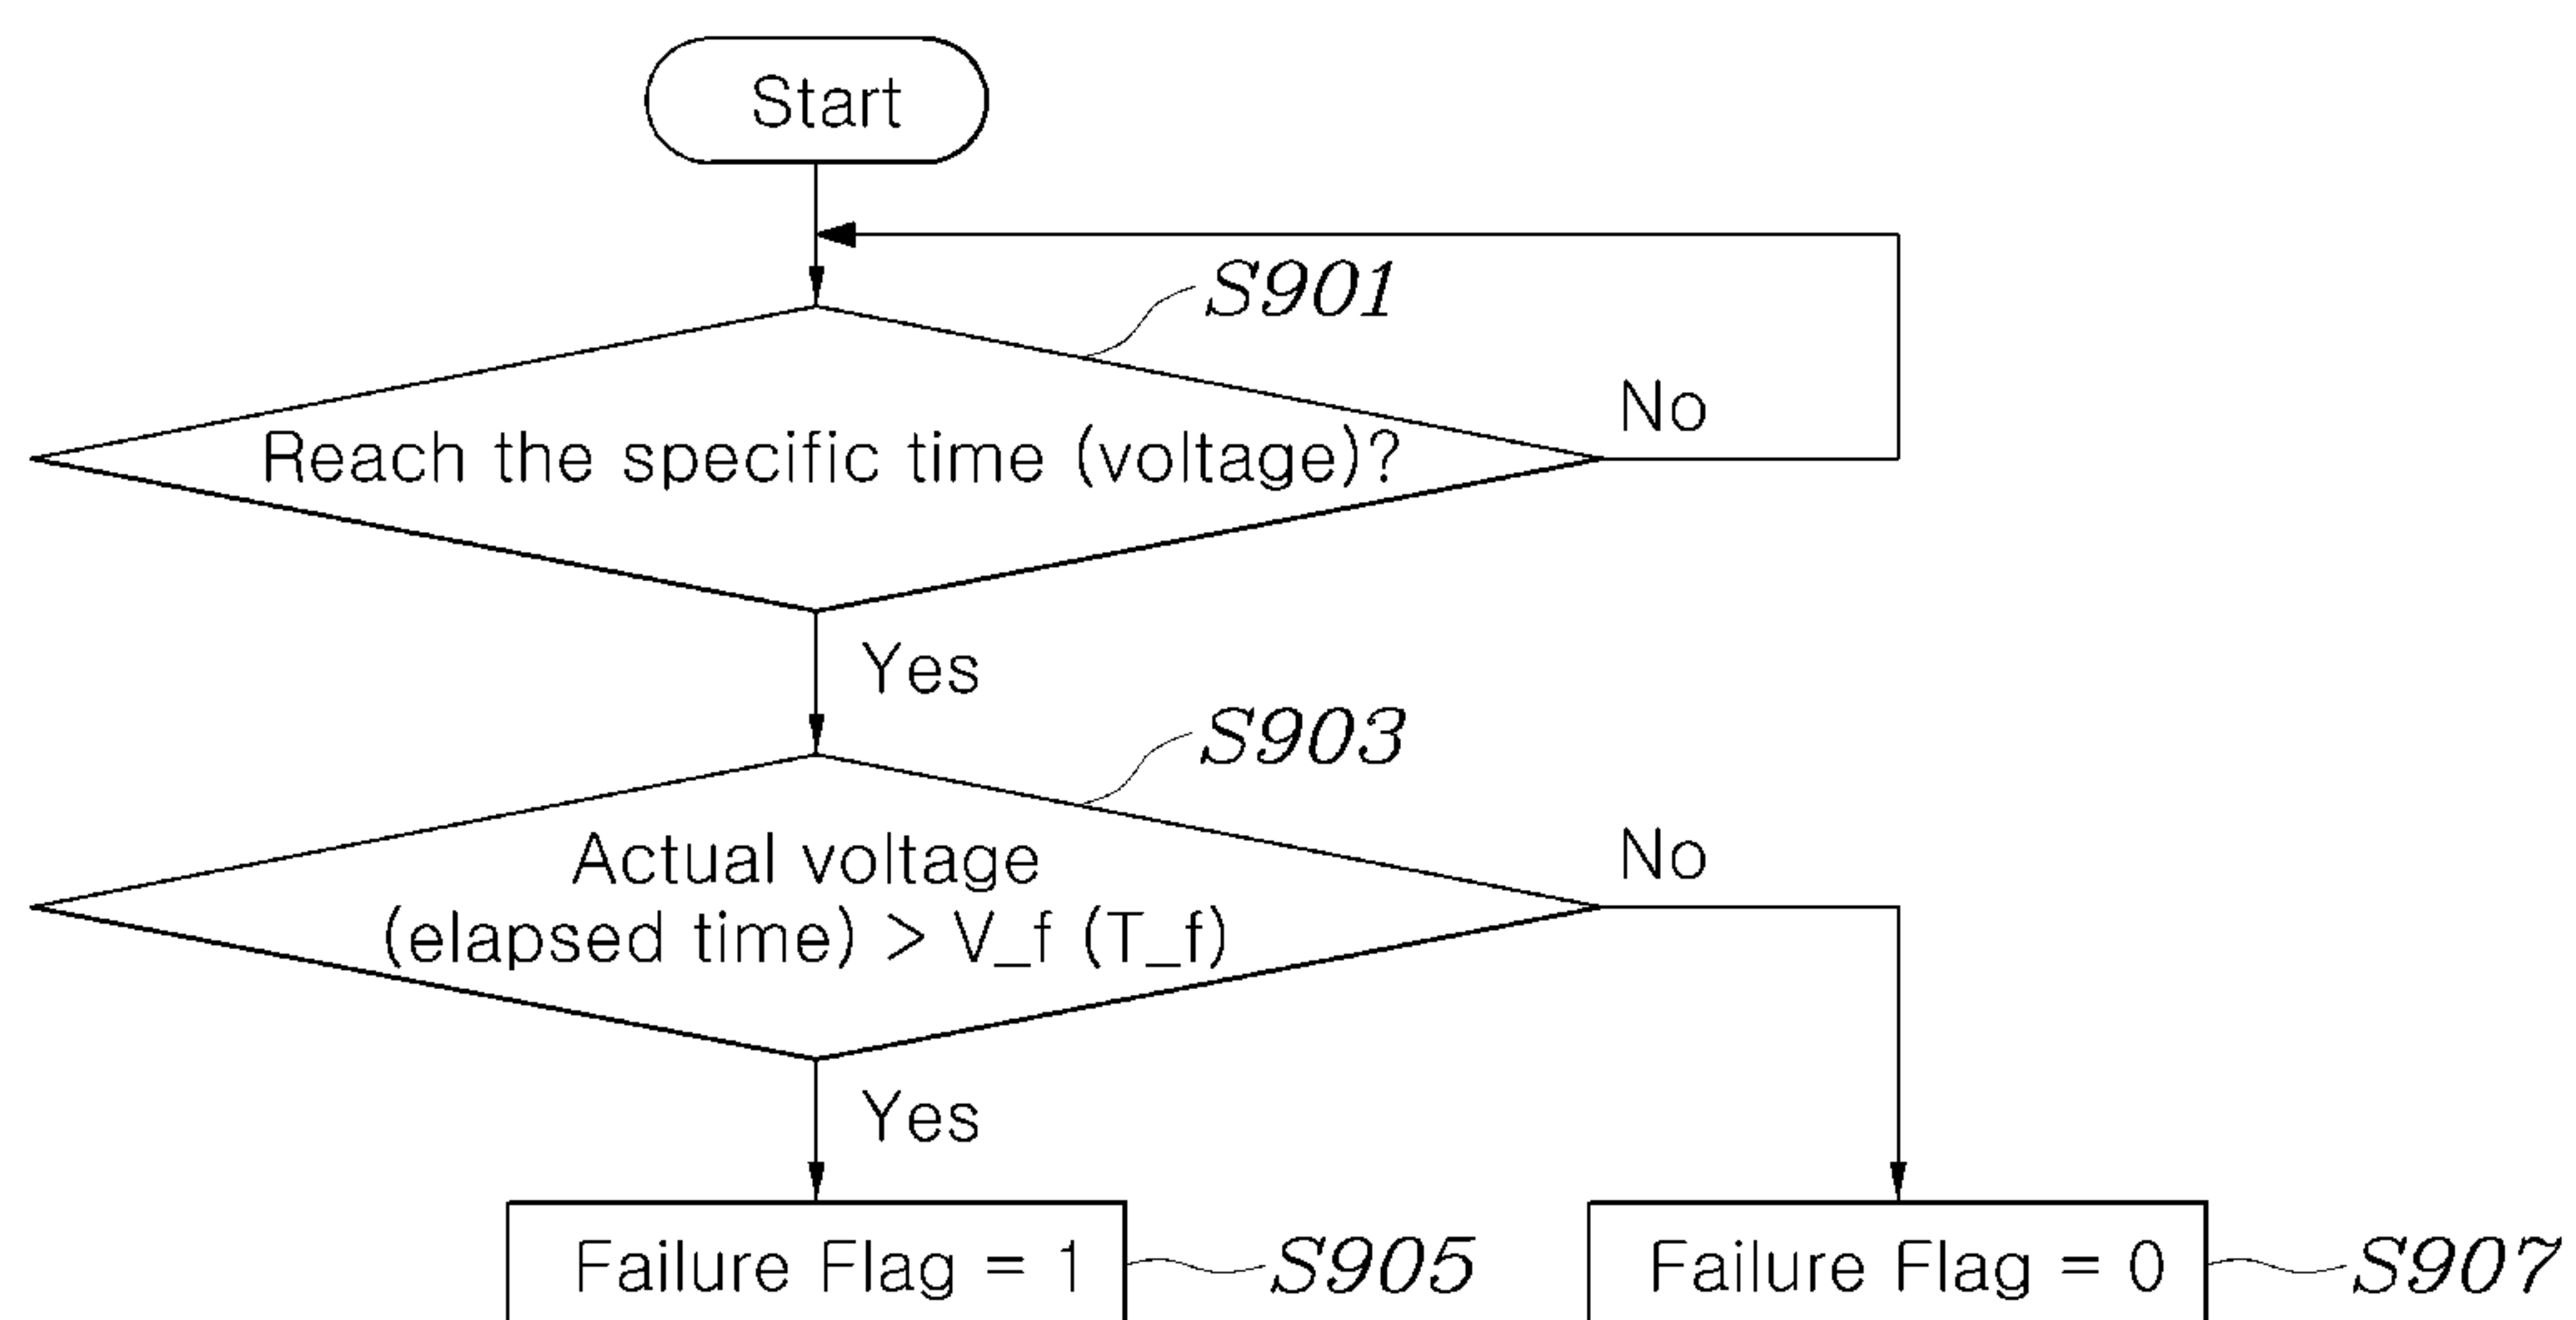 Start
S901
No
Reach the specific time (voltage)?
Yes
S903
Actual voltage
No
(elapsed time) > V_f (T_f)
Yes
Failure Flag = 1
S905
Failure Flag = 0
S907